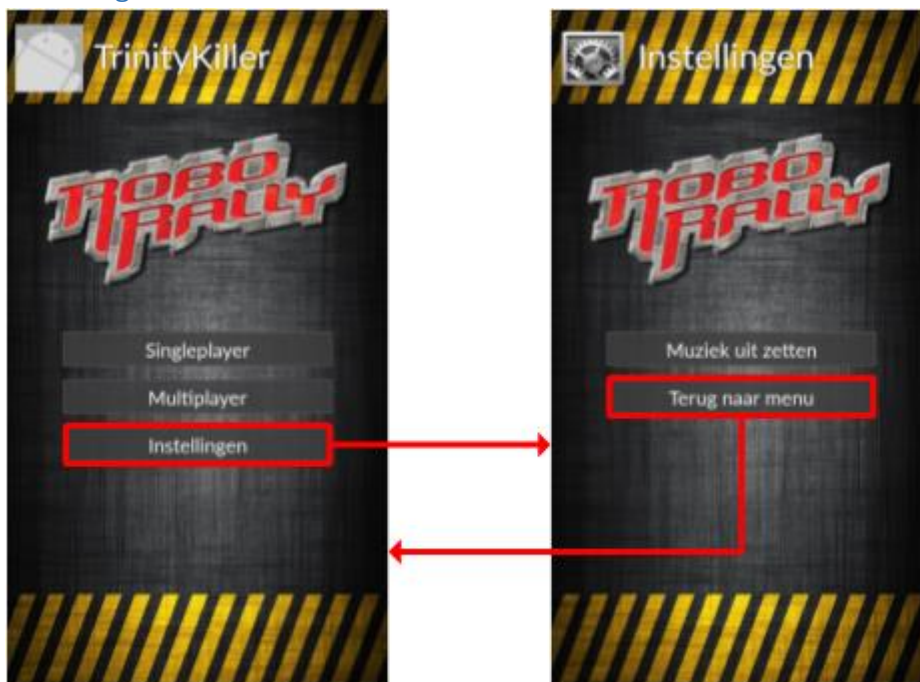 TrinityKiller
ROBO
RALLY
Singleplayer
Multiplayer
Instellingen
Instellingen
ROBO
RALLY
Muziek uit zetten
Terug naar menu